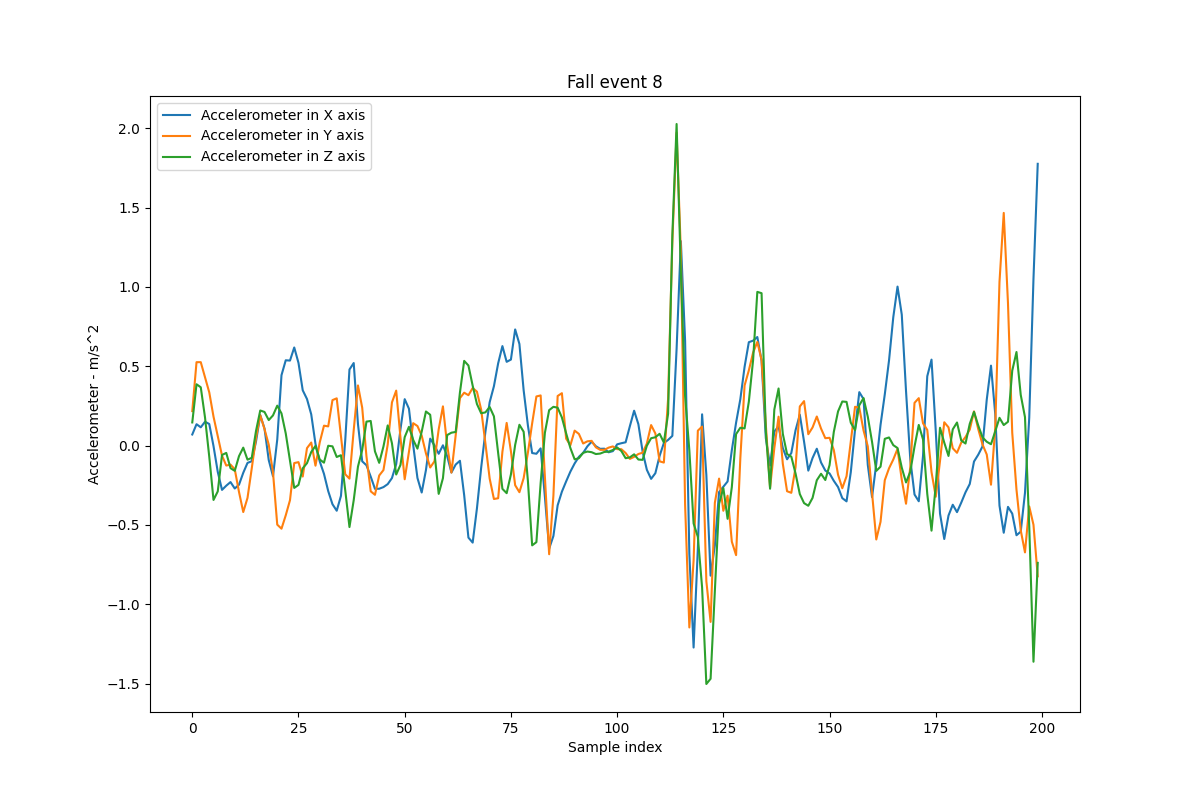 Fall event 8
Accelerometer in X axis
Accelerometer in Y axis
Accelerometer in Z axis
Accelerometer - m/s^2
2.0
1.5
1.0
0.5
0.0
−0.5
−1.0
−1.5
0 25 50 75 100 125 150 175 200
Sample index